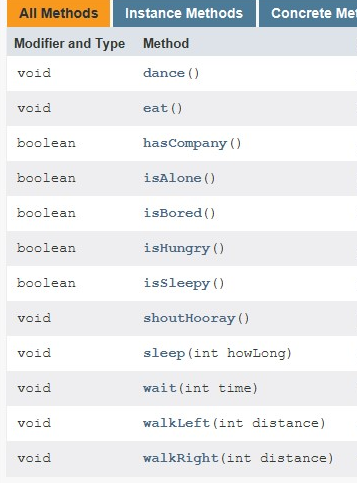 All Methods Instance Methods Concrete Met
Modifier and Type Method
void dance()
void eat()
boolean hasCompany()
boolean isAlone()
boolean isBored()
boolean isHungry()
boolean isSleepy()
void shoutHooray()
void sleep(int howLong)
void wait(int time)
void walkLeft(int distance)
void walkRight(int distance)